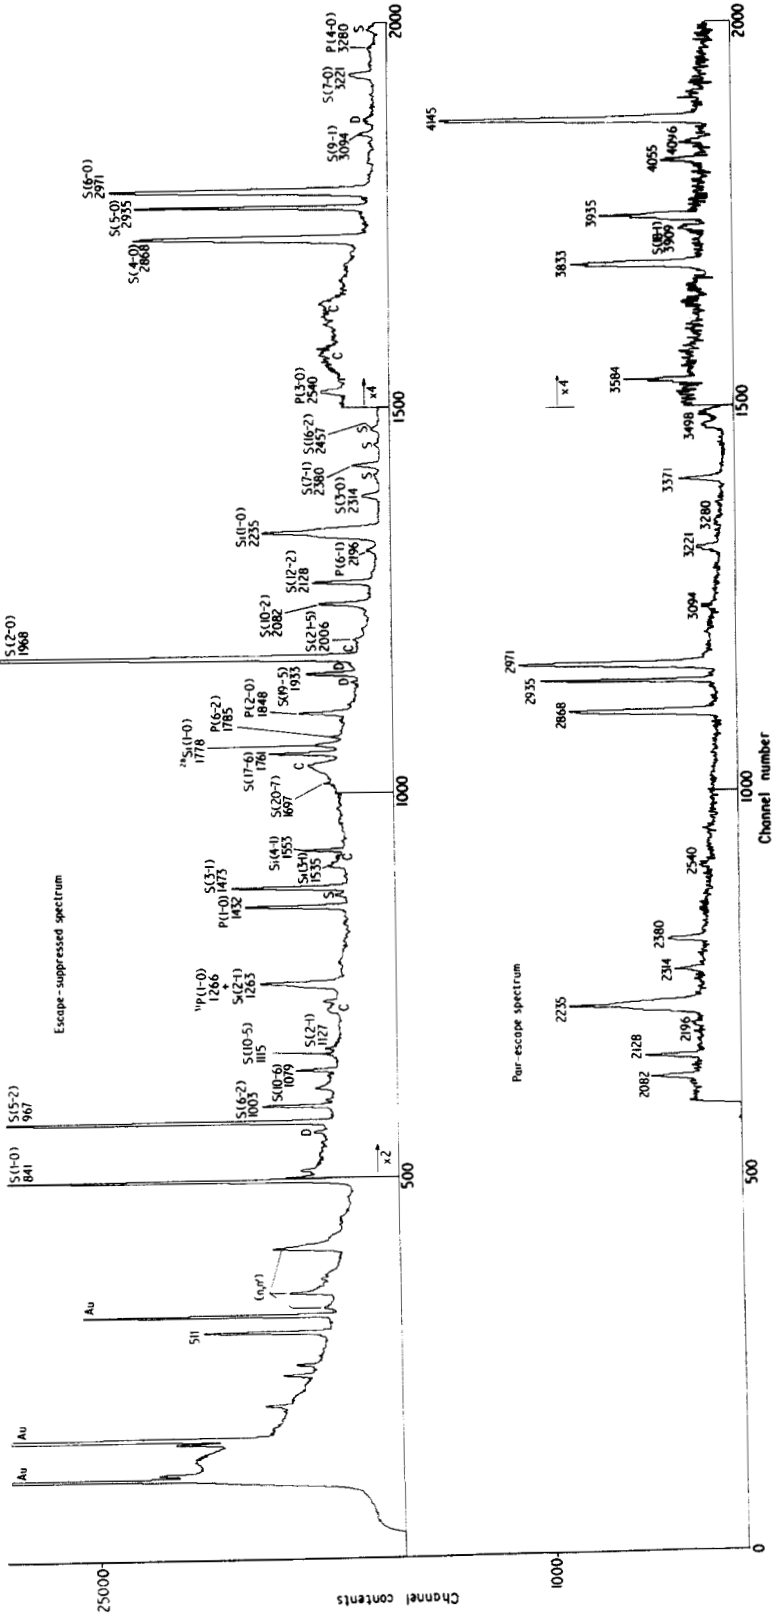 Escape-suppressed spectrum
25000
Au
Au
511
Au
(n,n')
S(1-0)
841
x2
D
S(5-2)
967
S(6-2)
1003
S(10-6)
1079
S(10-5)
1115
S(2-1)
1127
C
³¹P(1-0)
1266
+
Si(2-1)
1263
P(1-0)
1432
S
S(3-1)
1473
Si(3-1)
1535
C
Si(4-1)
1553
S(20-7)
1697
C
S(17-6)
1761
²⁸Si(1-0)
1778
P(6-2)
1785
P(2-0)
1848
D
S(19-5)
1933
D
S(2-0)
1968
C
S(21-5)
2006
S(10-2)
2082
S(12-2)
2128
P(6-1)
2196
Si(1-0)
2235
S(3-0)
2314
S
S(7-1)
2380
S
S(16-2)
2457
S
x4
P(3-0)
2540
C
C
S(4-0)
2868
S(5-0)
2935
S(6-0)
2971
S(9-1)
3094
D
S(7-0)
3221
P(4-0)
3280
S
500
1000
1500
2000
Channel contents
Pair-escape spectrum
1000
2082
2128
2196
2235
2314
2380
2540
2868
2935
2971
3094
3221
3280
3371
3498
x4
3584
3833
S(18-1)
3909
3935
4055
4096
4145
0
500
1000
1500
2000
Channel number